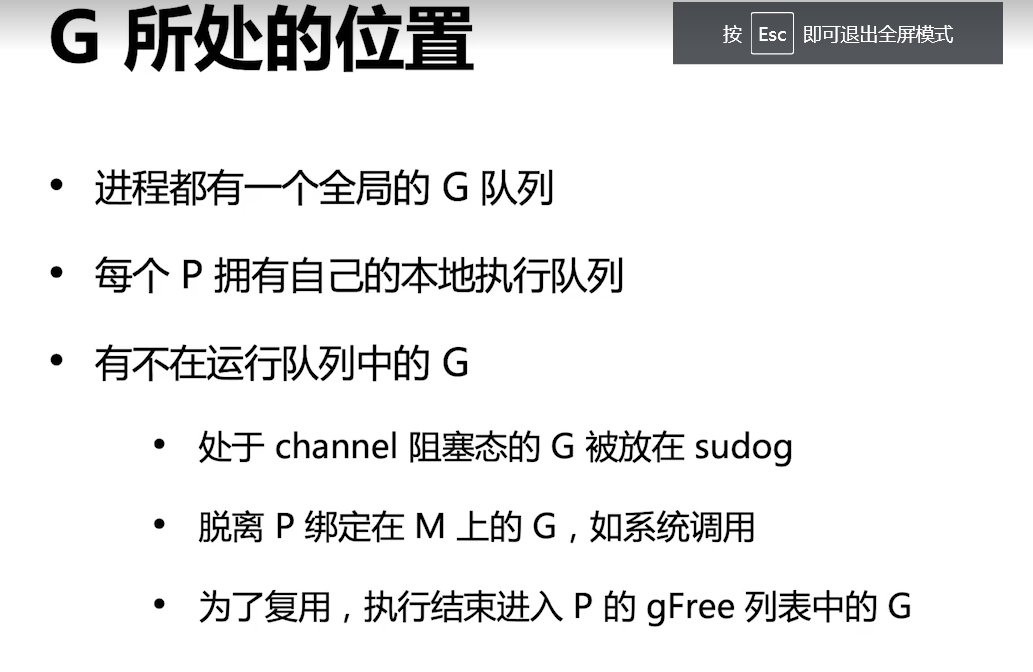 G 所处的位置
按 Esc 即可退出全屏模式
• 进程都有一个全局的 G 队列
• 每个 P 拥有自己的本地执行队列
• 有不在运行队列中的 G
• 处于 channel 阻塞态的 G 被放在 sudog
• 脱离 P 绑定在 M 上的 G，如系统调用
• 为了复用，执行结束进入 P 的 gFree 列表中的 G